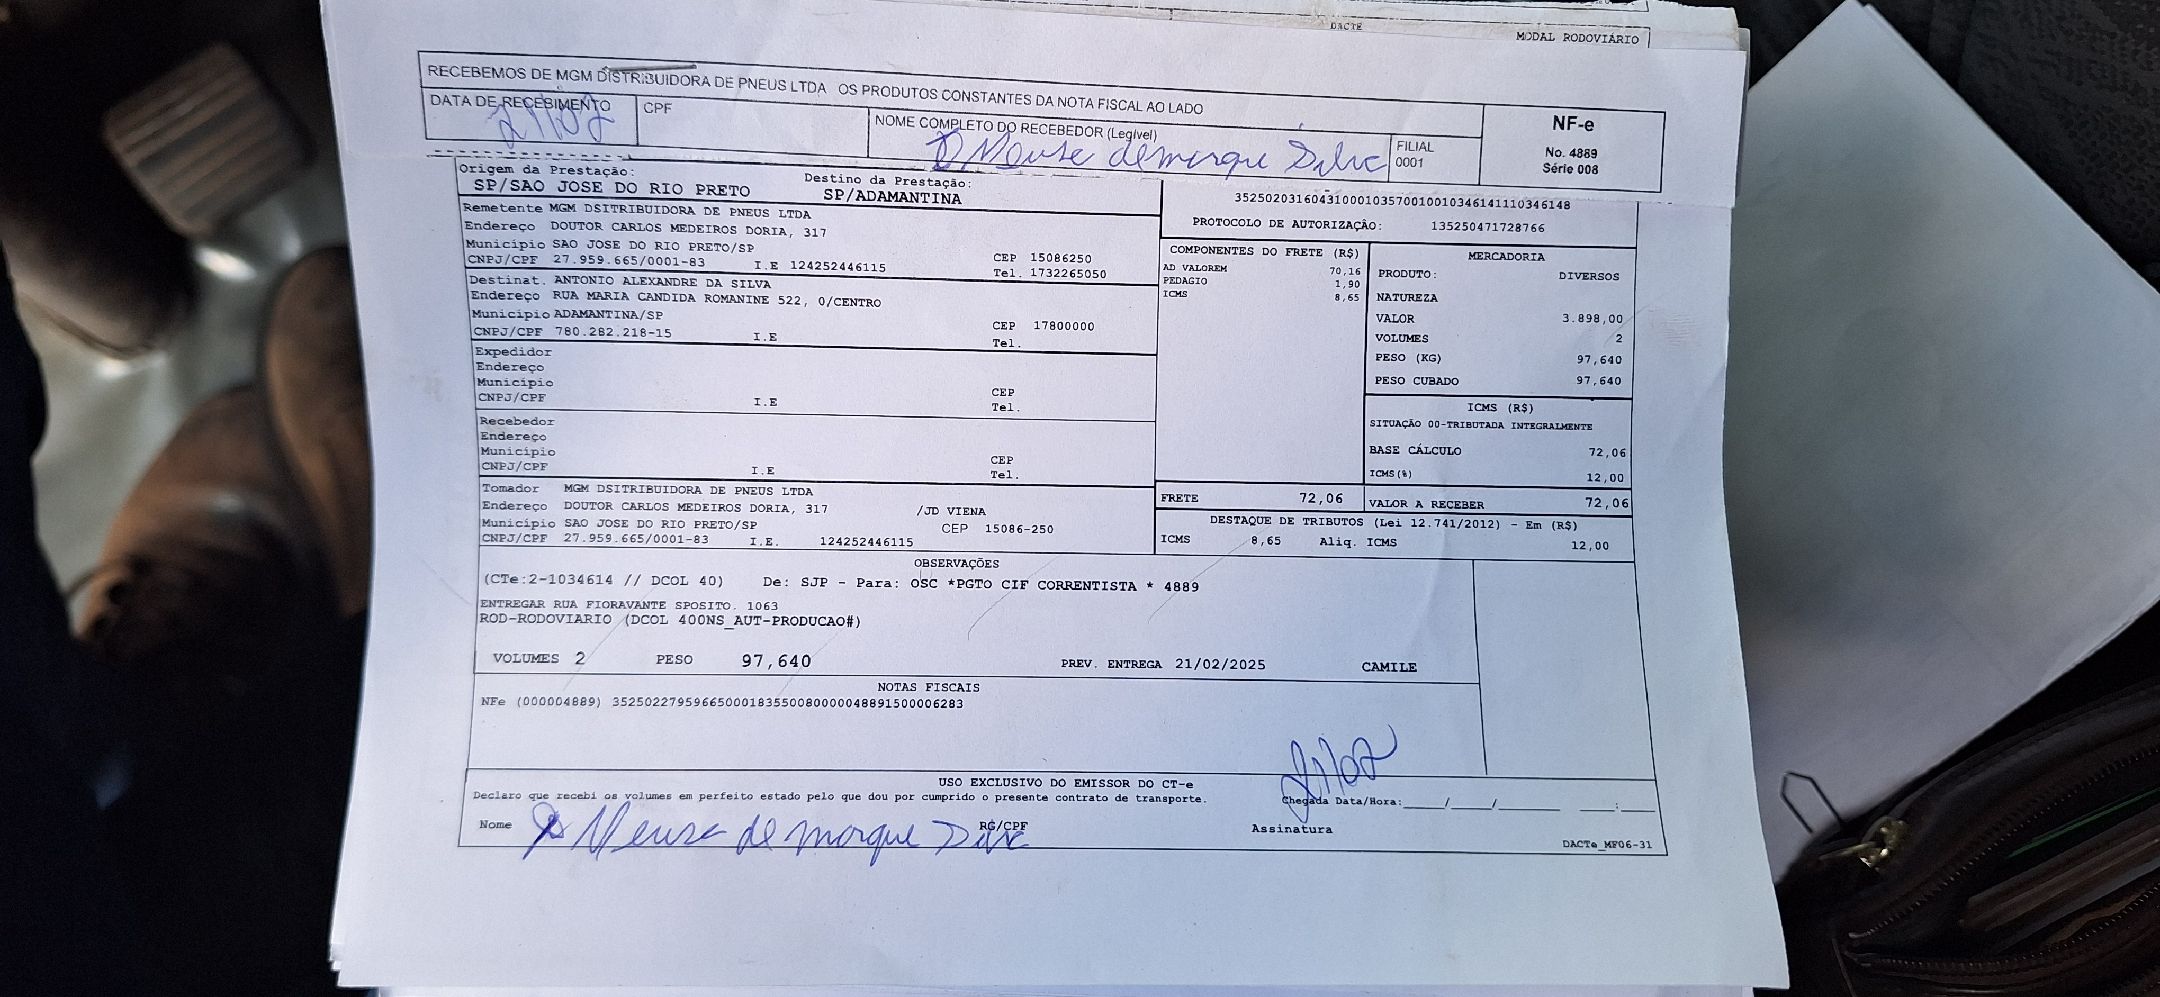 DACTE
MODAL RODOVIÁRIO
RECEBEMOS DE MGM DISTRIBUIDORA DE PNEUS LTDA OS PRODUTOS CONSTANTES DA NOTA FISCAL AO LADO
DATA DE RECEBIMENTO
CPF
NOME COMPLETO DO RECEBEDOR (Legível)
demarque Silva
FILIAL
0001
NF-e
No. 4889
Série 008
Origem da Prestação:
SP/SAO JOSE DO RIO PRETO
Destino da Prestação:
SP/ADAMANTINA
Remetente MGM DSITRIBUIDORA DE PNEUS LTDA
Endereço DOUTOR CARLOS MEDEIROS DORIA, 317
Município SAO JOSE DO RIO PRETO/SP CEP 15086250
CNPJ/CPF 27.959.665/0001-83 I.E 124252446115 Tel. 1732265050
Destinat. ANTONIO ALEXANDRE DA SILVA
Endereço RUA MARIA CANDIDA ROMANINE 522, 0/CENTRO
Município ADAMANTINA/SP CEP 17800000
CNPJ/CPF 780.282.218-15 I.E Tel.
Expedidor
Endereço
Município CEP
CNPJ/CPF I.E Tel.
Recebedor
Endereço
Município CEP
CNPJ/CPF I.E Tel.
Tomador MGM DSITRIBUIDORA DE PNEUS LTDA
Endereço DOUTOR CARLOS MEDEIROS DORIA, 317 /JD VIENA
Município SAO JOSE DO RIO PRETO/SP CEP 15086-250
CNPJ/CPF 27.959.665/0001-83 I.E. 124252446115
35250203160431000103570010010346141110346148
PROTOCOLO DE AUTORIZAÇÃO: 135250471728766
COMPONENTES DO FRETE (R$)
AD VALOREM 70,16
PEDAGIO 1,90
ICMS 8,65
MERCADORIA
PRODUTO: DIVERSOS
NATUREZA
VALOR 3.898,00
VOLUMES 2
PESO (KG) 97,640
PESO CUBADO 97,640
ICMS (R$)
SITUAÇÃO 00-TRIBUTADA INTEGRALMENTE
BASE CÁLCULO 72,06
ICMS(%) 12,00
FRETE 72,06
VALOR A RECEBER 72,06
DESTAQUE DE TRIBUTOS (Lei 12.741/2012) - Em (R$)
ICMS 8,65 Aliq. ICMS 12,00
OBSERVAÇÕES
(CTe:2-1034614 // DCOL 40) De: SJP - Para: OSC *PGTO CIF CORRENTISTA * 4889
ENTREGAR RUA FIORAVANTE SPOSITO. 1063
ROD-RODOVIARIO (DCOL 400NS_AUT-PRODUCAO#)
VOLUMES 2 PESO 97,640 PREV. ENTREGA 21/02/2025 CAMILE
NOTAS FISCAIS
NFe (000004889) 35250227959665000183550080000048891500006283
USO EXCLUSIVO DO EMISSOR DO CT-e
Declaro que recebi os volumes em perfeito estado pelo que dou por cumprido o presente contrato de transporte.
Chegada Data/Hora:____/____/______ __:__
Nome de marque Silva RG/CPF
Assinatura
DACTe_MF06-31